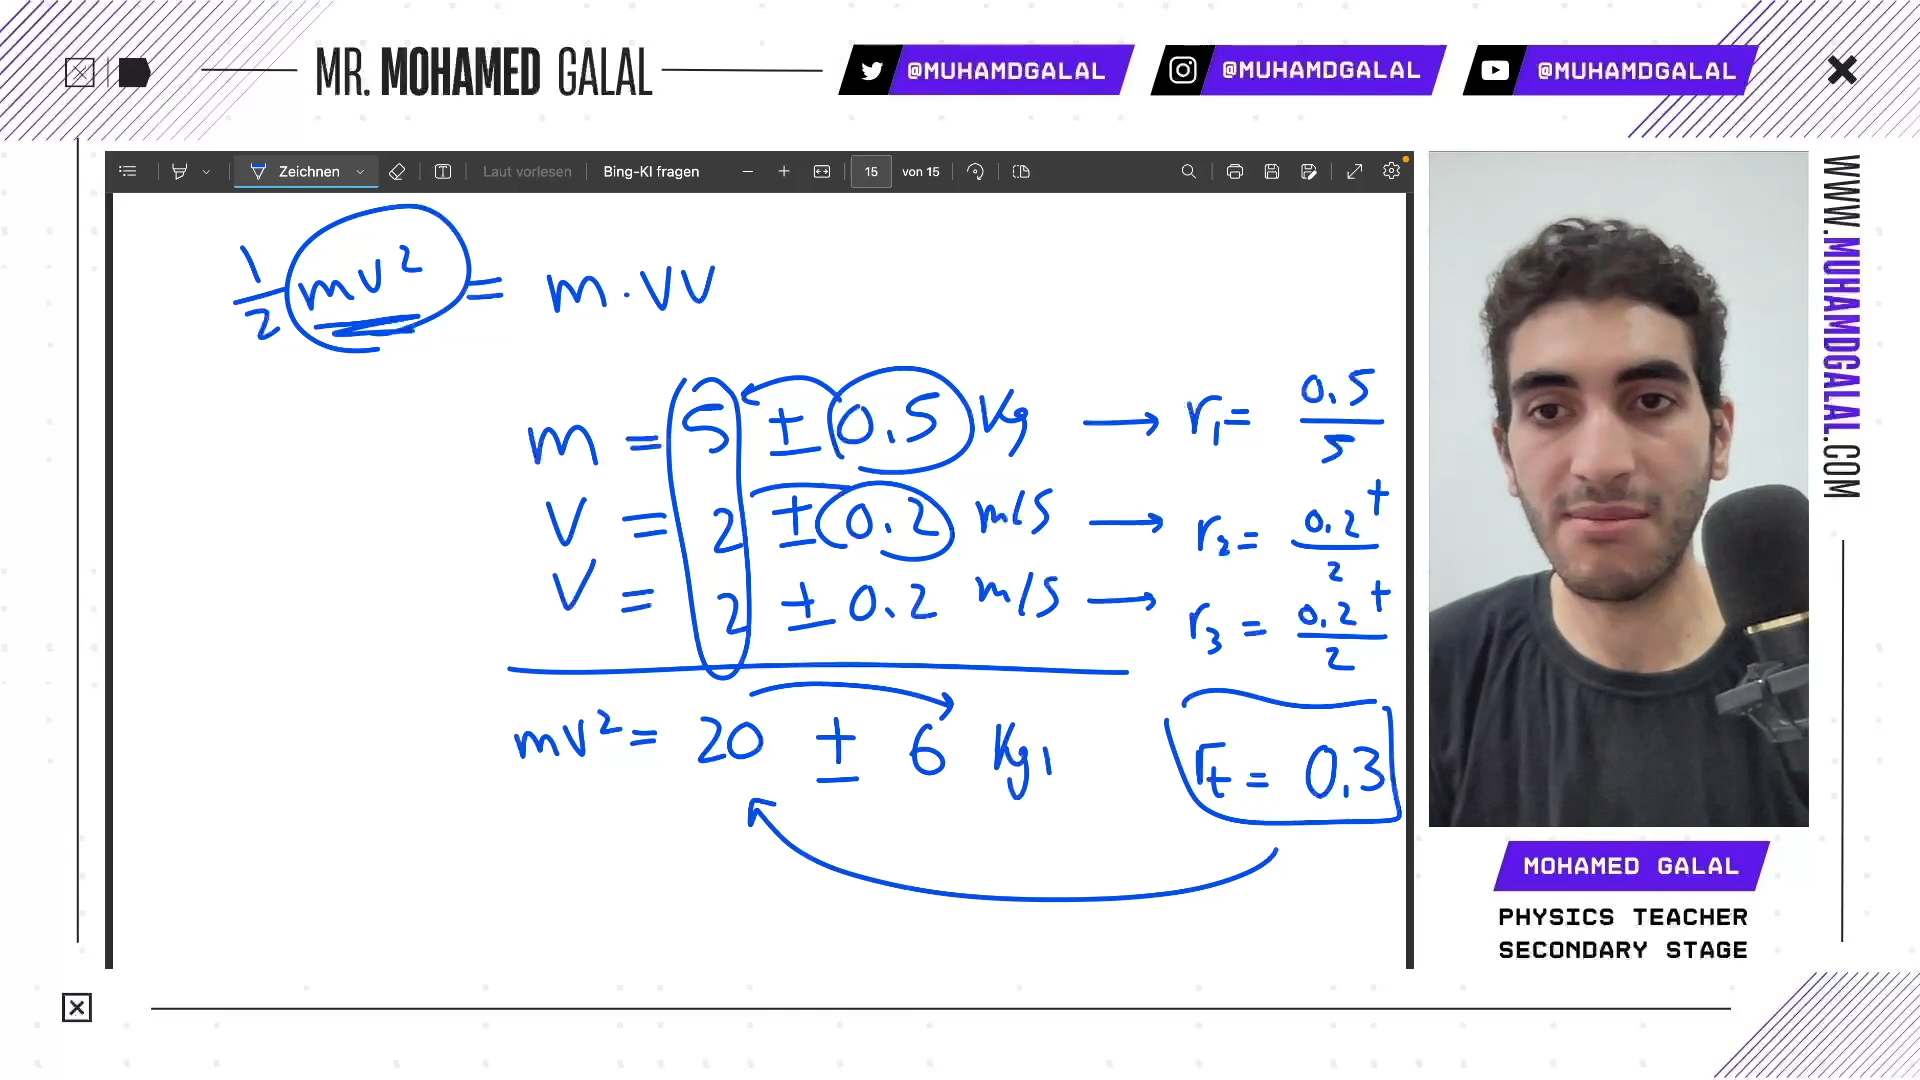 MR. MOHAMED GALAL
@MUHAMDGALAL
@MUHAMDGALAL
@MUHAMDGALAL
Zeichnen
Laut vorlesen
Bing-KI fragen
15
von 15
1/2 mv² = m · VV
m = 5 ± 0.5 Kg → r₁ = 0.5/5
V = 2 ± 0.2 m/s → r₂ = 0.2/2 +
V = 2 ± 0.2 m/s → r₃ = 0.2/2 +
mv² = 20 ± 6 Kg
rt = 0.3
WWW.MUHAMDGALAL.COM
MOHAMED GALAL
PHYSICS TEACHER
SECONDARY STAGE